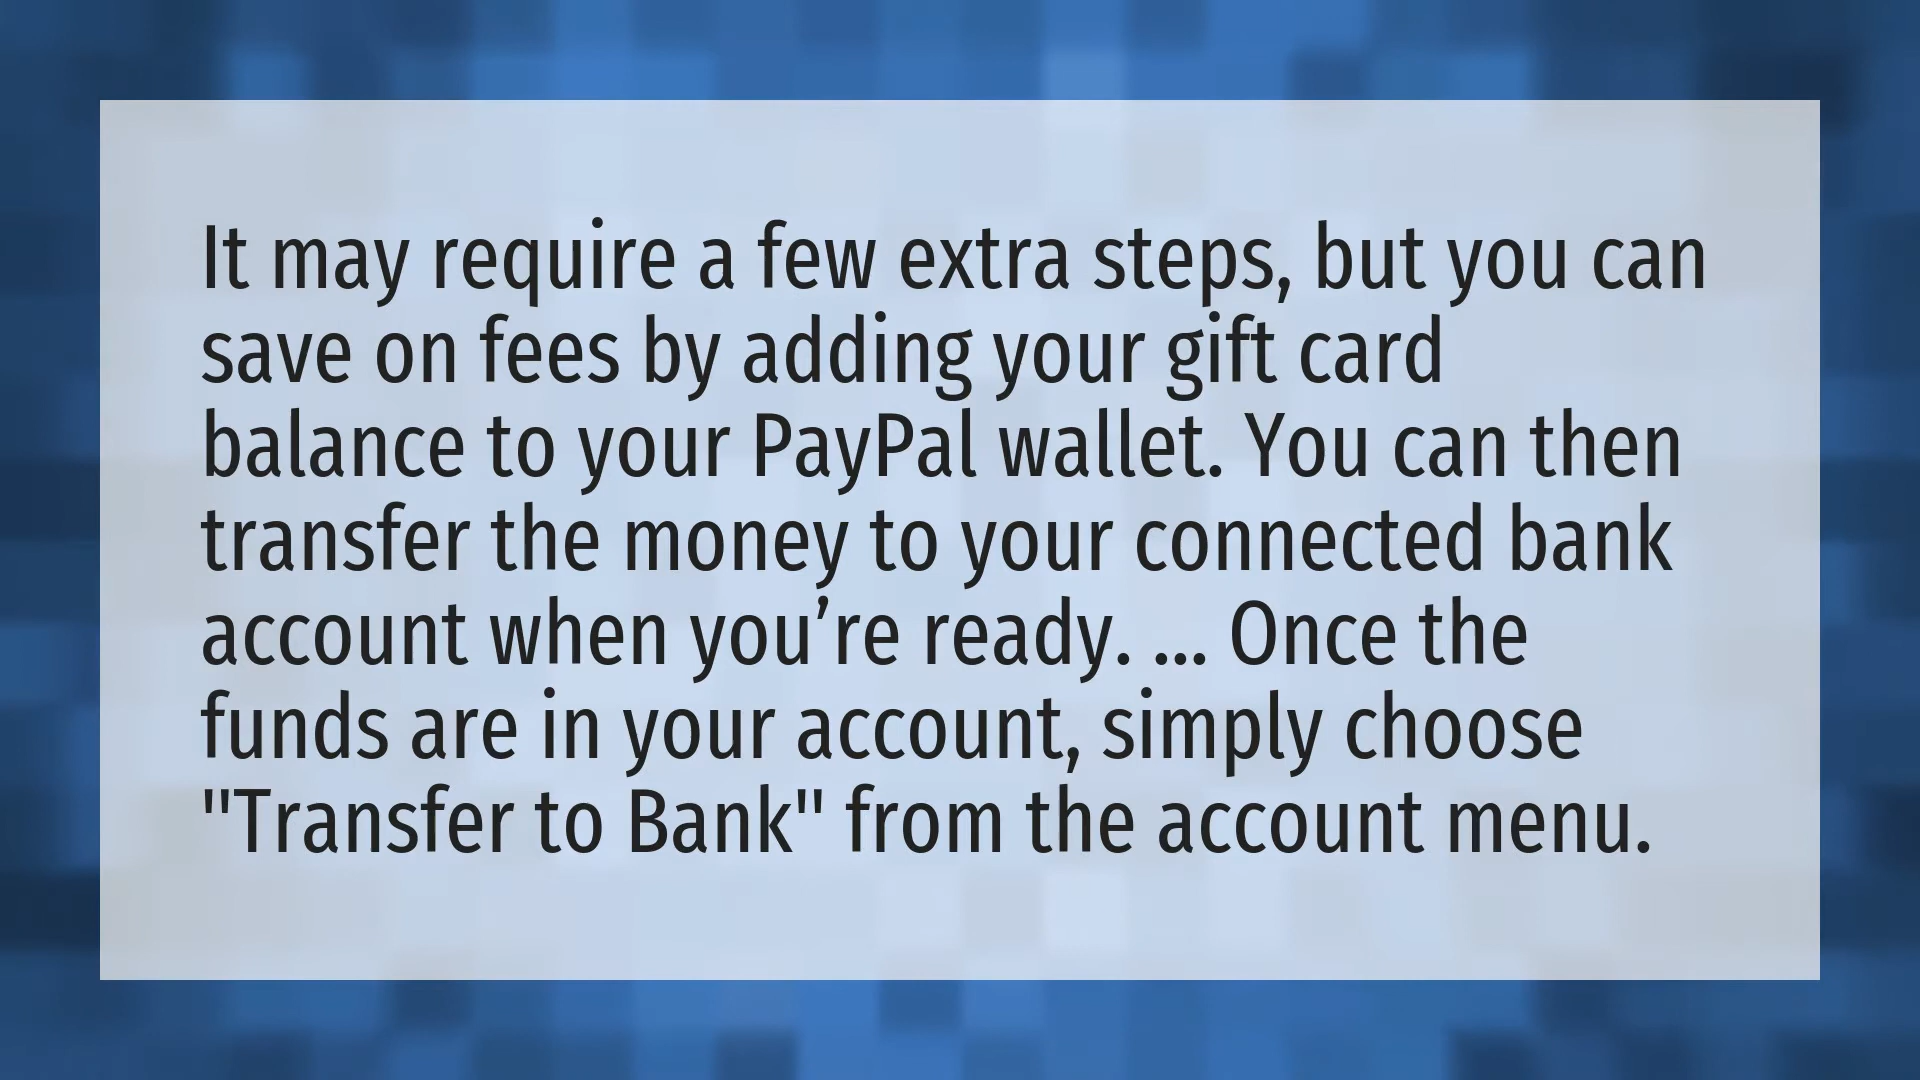 It may require a few extra steps, but you can
save on fees by adding your gift card
balance to your PayPal wallet. You can then
transfer the money to your connected bank
account when you’re ready. ... Once the
funds are in your account, simply choose
"Transfer to Bank" from the account menu.